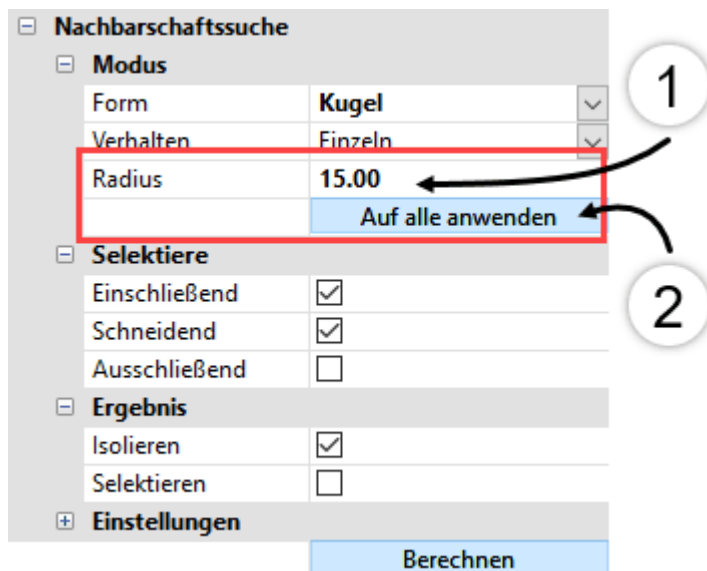 Nachbarschaftssuche
Modus
Form Kugel
Verhalten Einzeln
Radius 15.00
Auf alle anwenden
1
2
Selektiere
Einschließend
Schneidend
Ausschließend
Ergebnis
Isolieren
Selektieren
Einstellungen
Berechnen